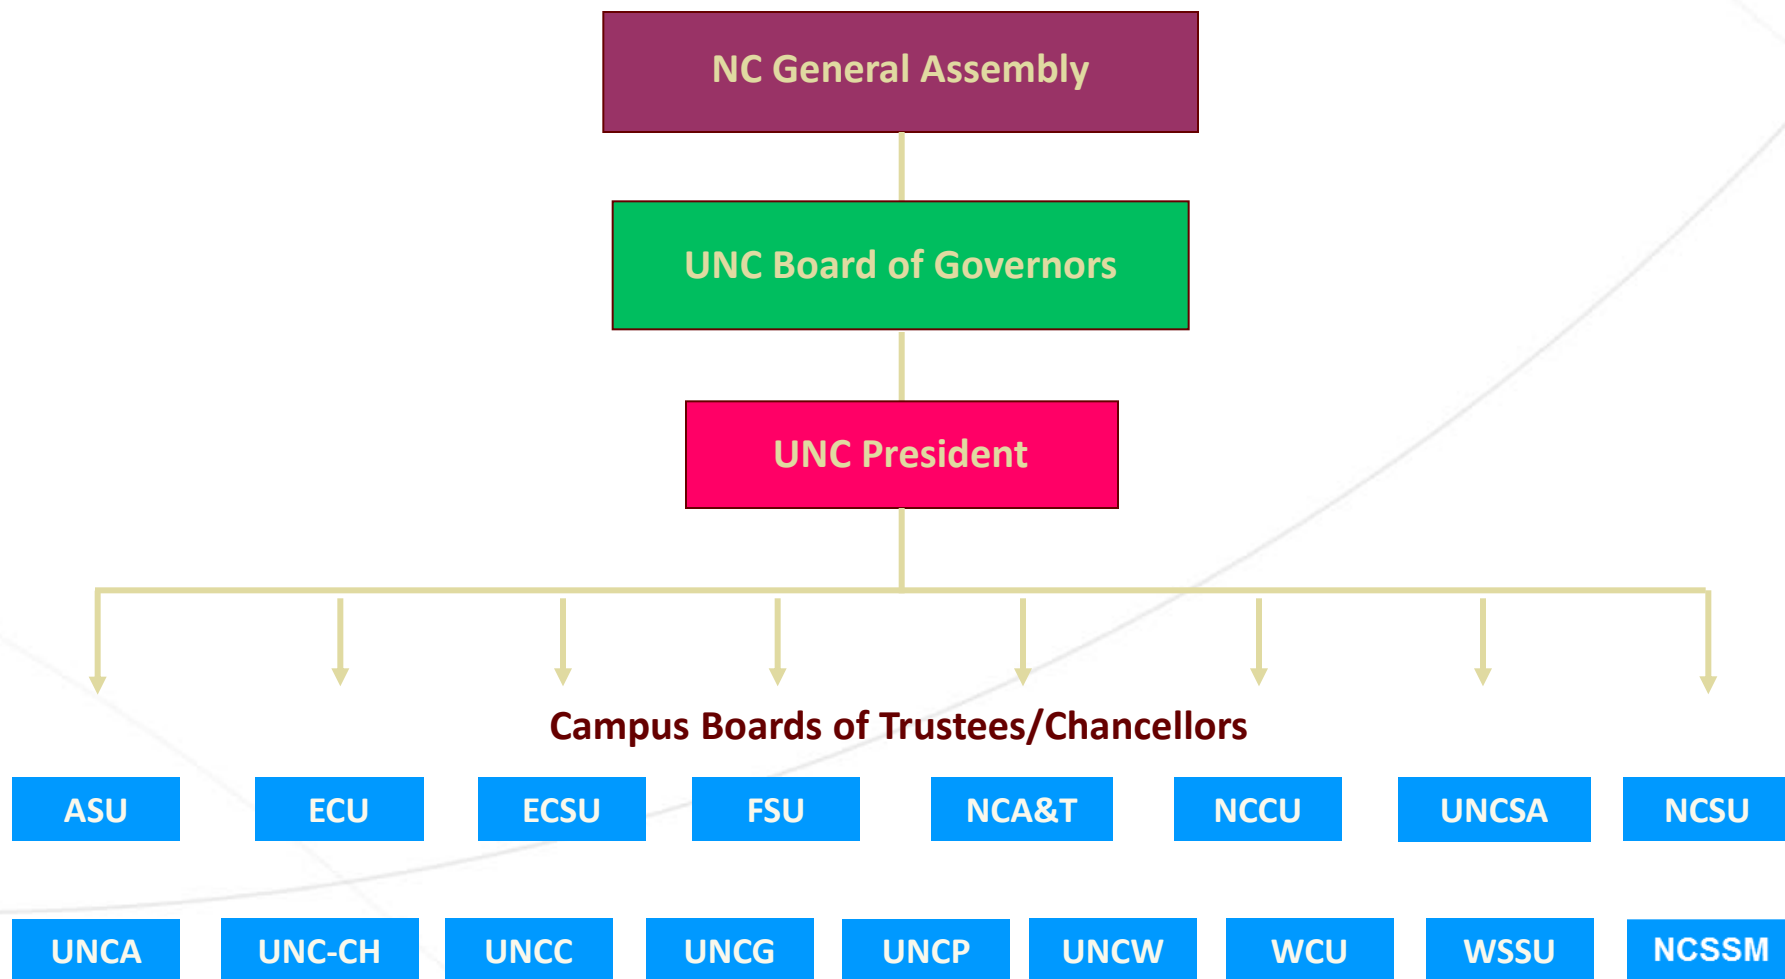 NC General Assembly
UNC Board of Governors
UNC President
Campus Boards of Trustees/Chancellors
ASU
ECU
ECSU
FSU
NCA&T
NCCU
UNCSA
NCSU
UNCA
UNC-CH
UNCC
UNCG
UNCP
UNCW
WCU
WSSU
NCSSM